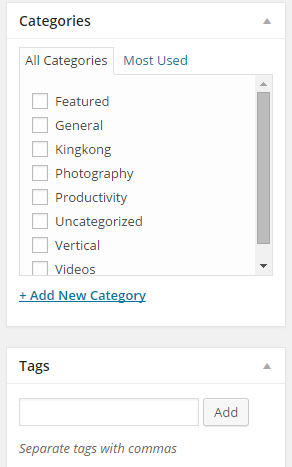 Categories
All Categories Most Used
Featured
General
Kingkong
Photography
Productivity
Uncategorized
Vertical
Videos
+ Add New Category
Tags
Add
Separate tags with commas